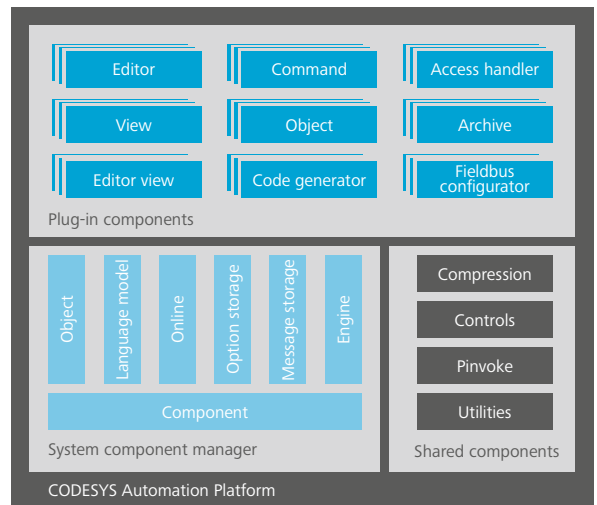 Editor
Command
Access handler
View
Object
Archive
Editor view
Code generator
Fieldbus
configurator
Plug-in components
Object
Language model
Online
Option storage
Message storage
Engine
Component
System component manager
Compression
Controls
Pinvoke
Utilities
Shared components
CODESYS Automation Platform